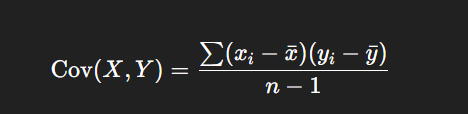 Cov(X, Y) = ∑(xᵢ − x̄)(yᵢ − ȳ) / n − 1